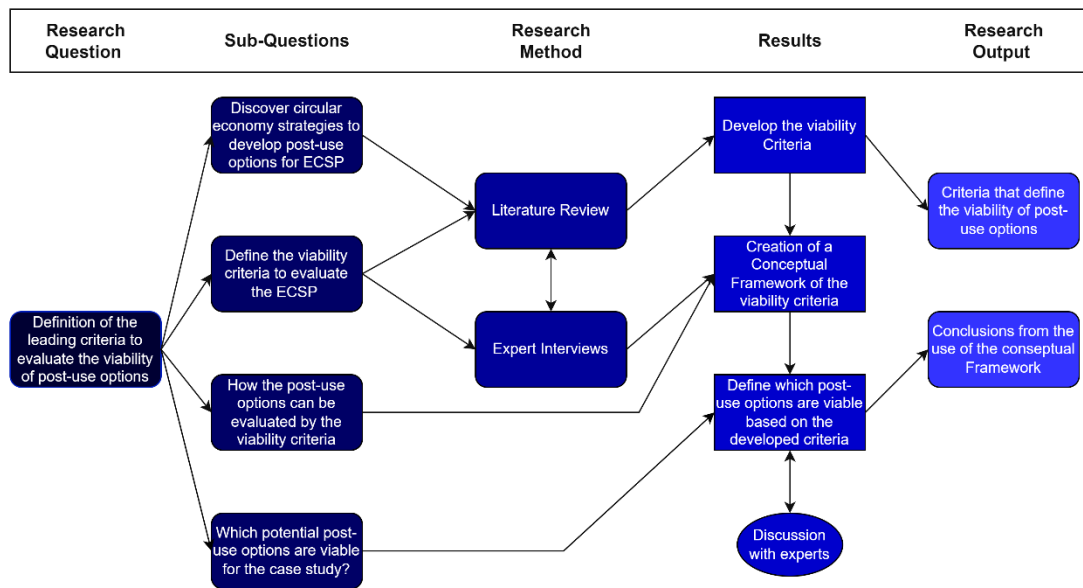 Research
Question
Sub-Questions
Research
Method
Results
Research
Output
Discover circular
economy strategies to
develop post-use
options for ECSP
Develop the viability
Criteria
Literature Review
Criteria that define
the viability of post-
use options
Define the viability
criteria to evaluate
the ECSP
Creation of a
Conceptual
Framework of the
viability criteria
Definition of the
leading criteria to
evaluate the viability
of post-use options
Expert Interviews
Conclusions from the
use of the conseptual
Framework
How the post-use
options can be
evaluated by the
viability criteria
Define which post-
use options are viable
based on the
developed criteria
Which potential post-
use options are viable
for the case study?
Discussion
with experts